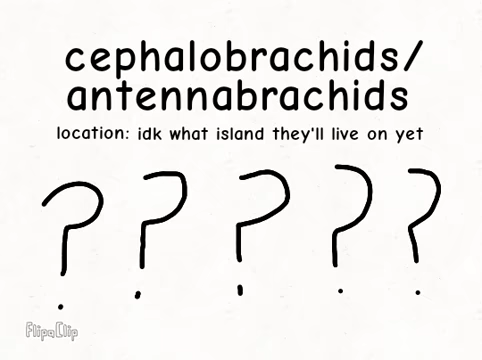 cephalobrachids/
antennabrachids
location: idk what island they'll live on yet
? ? ? ? ?
FlipaClip